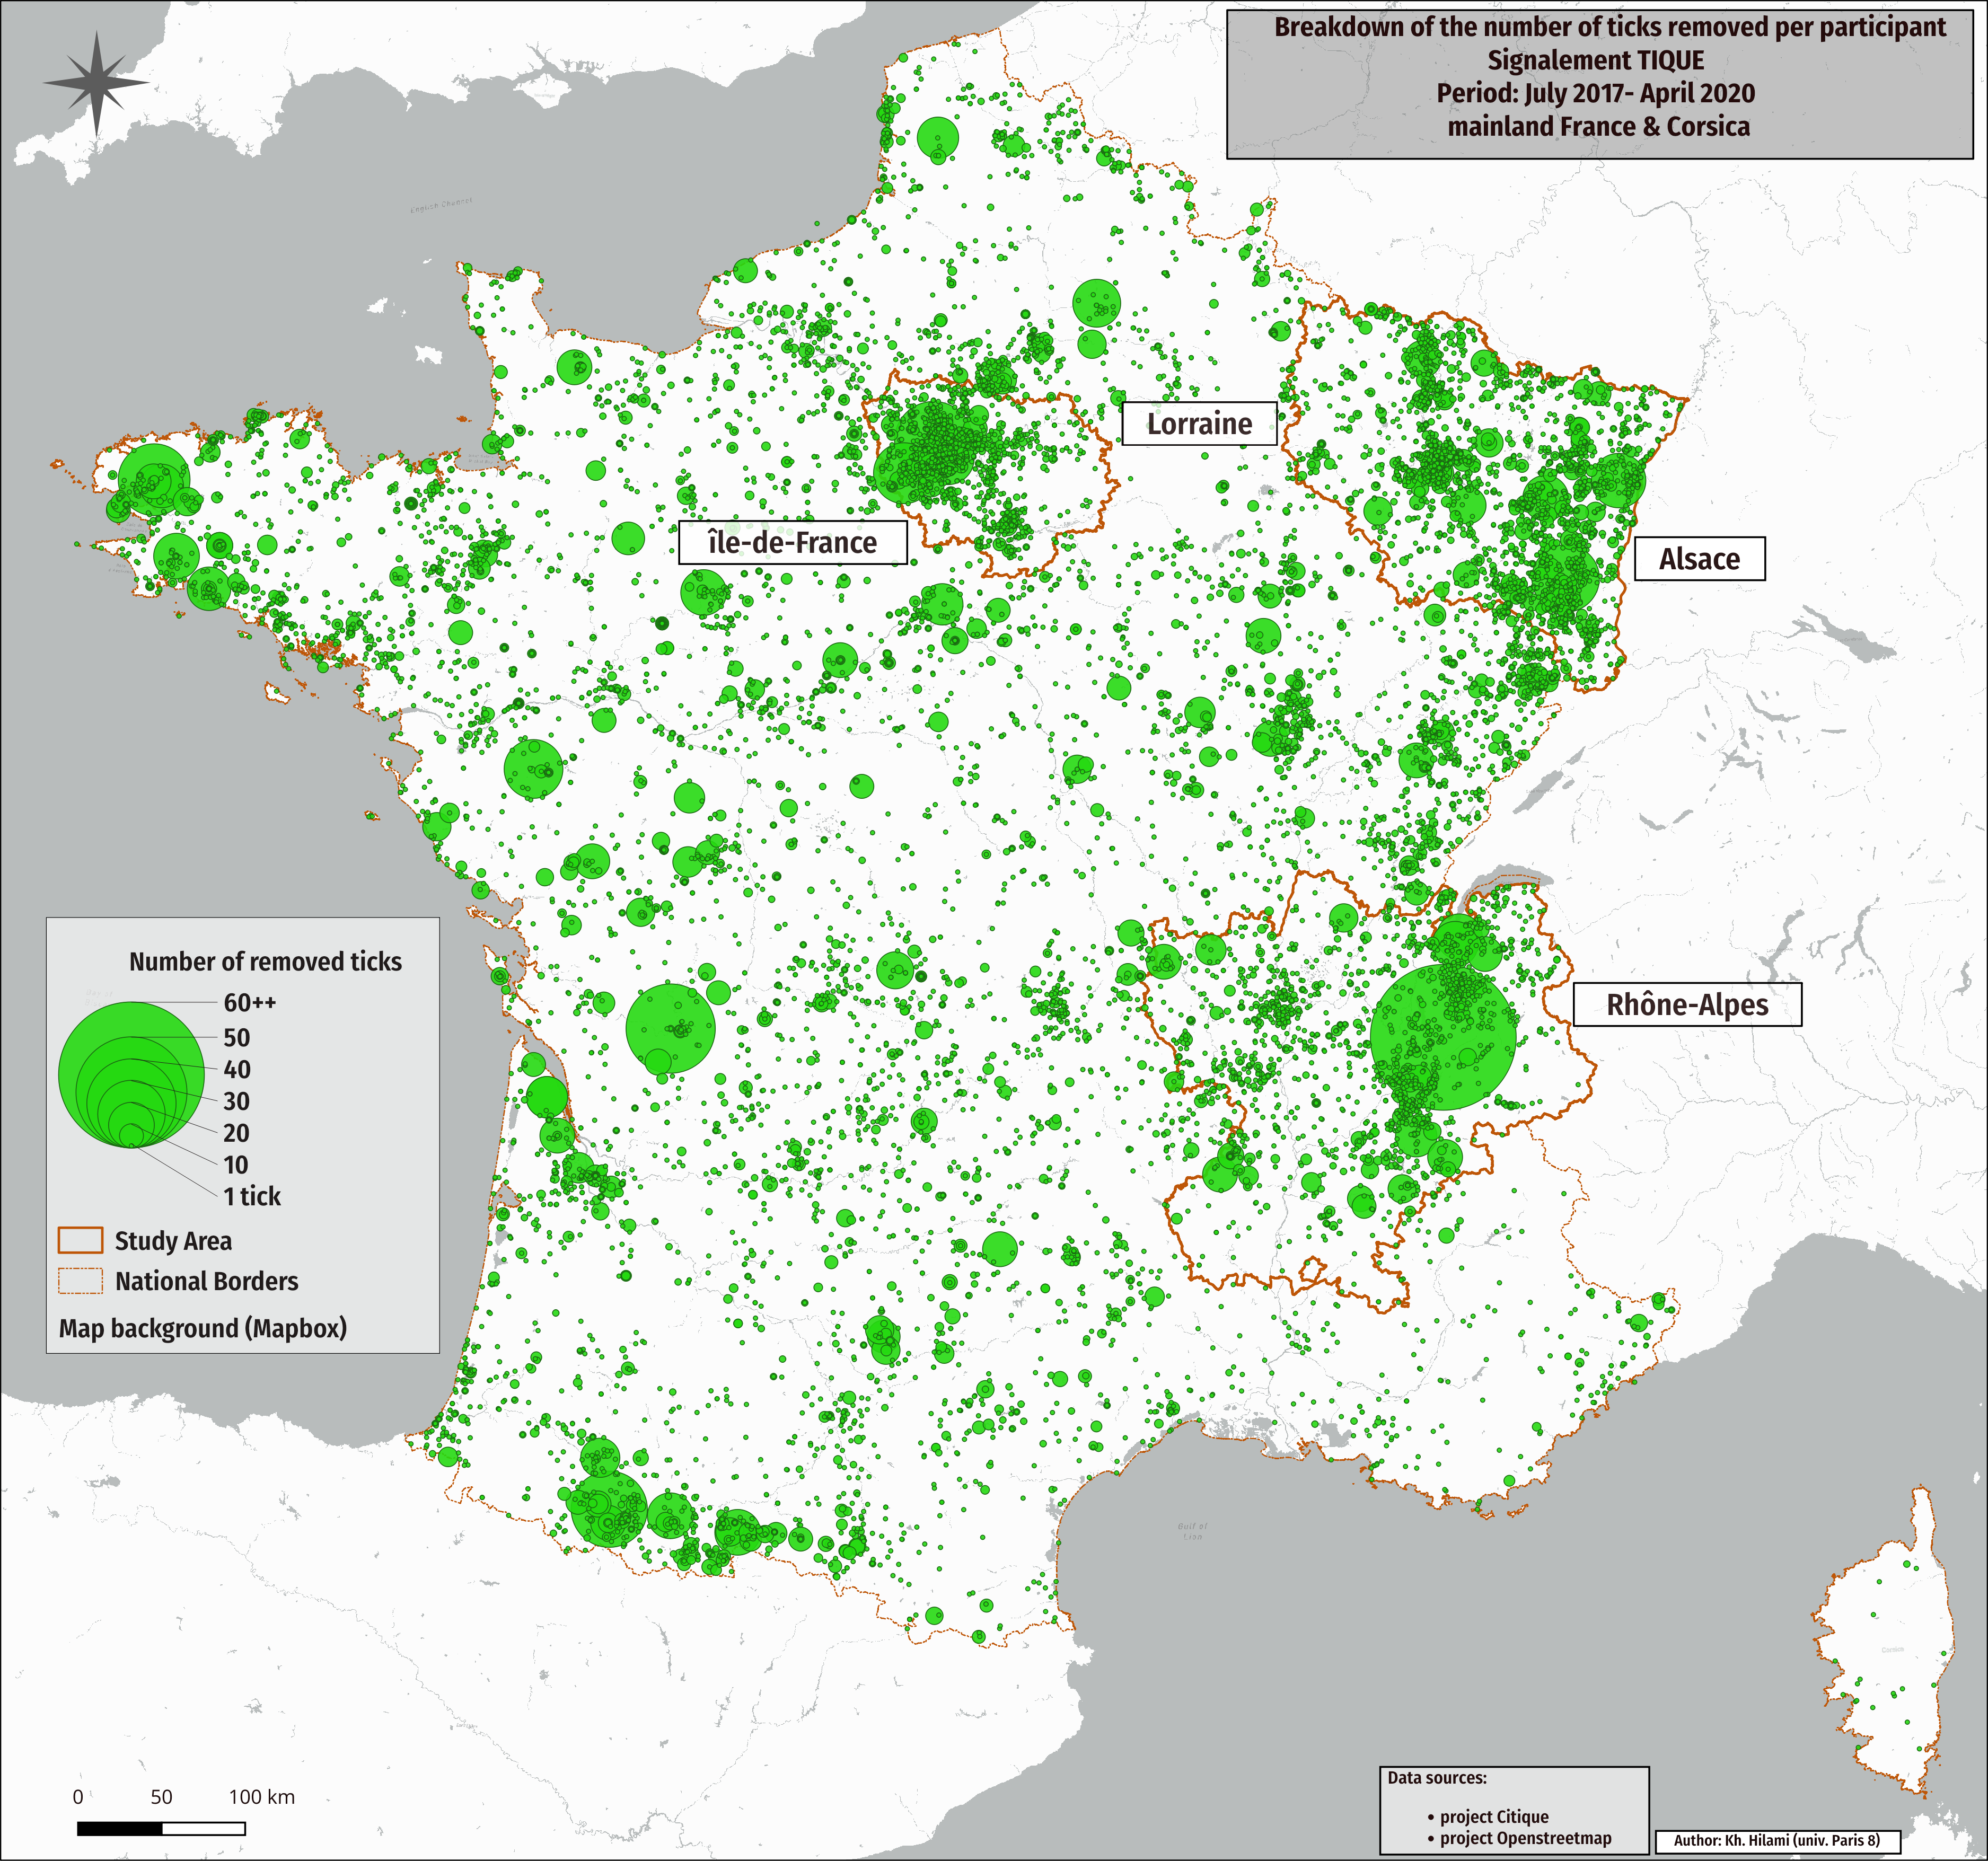 Breakdown of the number of ticks removed per participant
Signalement TIQUE
Period: July 2017- April 2020
mainland France & Corsica
English Channel
Lorraine
île-de-France
Alsace
Rhône-Alpes
Number of removed ticks
60++
50
40
30
20
10
1 tick
Study Area
National Borders
Map background (Mapbox)
Gulf of
Lion
0 50 100 km
Data sources:
• project Citique
• project Openstreetmap
Author: Kh. Hilami (univ. Paris 8)